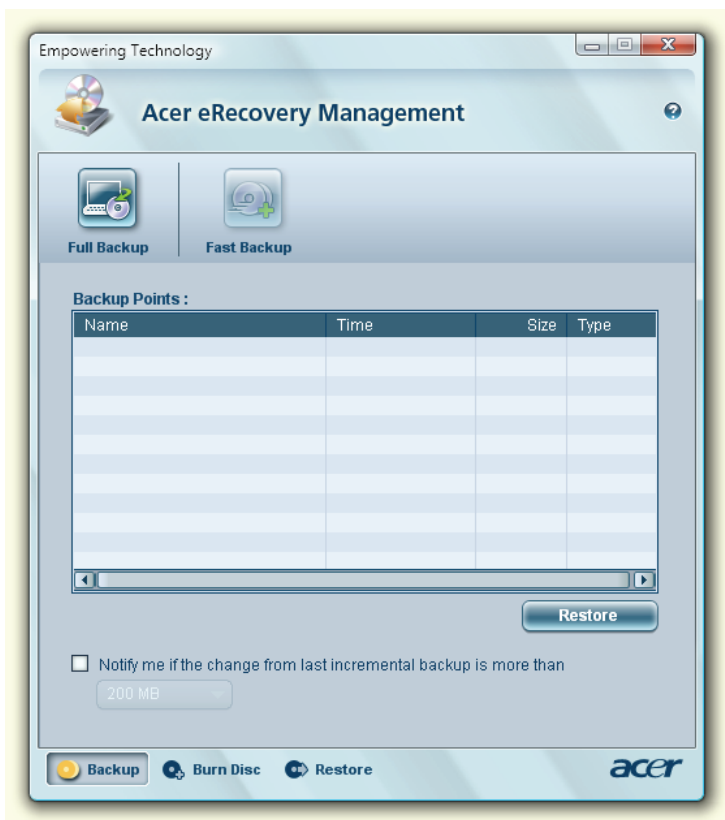 Empowering Technology
Acer eRecovery Management
Full Backup
Fast Backup
Backup Points :
Name Time Size Type
Restore
Notify me if the change from last incremental backup is more than
200 MB
Backup Burn Disc Restore acer